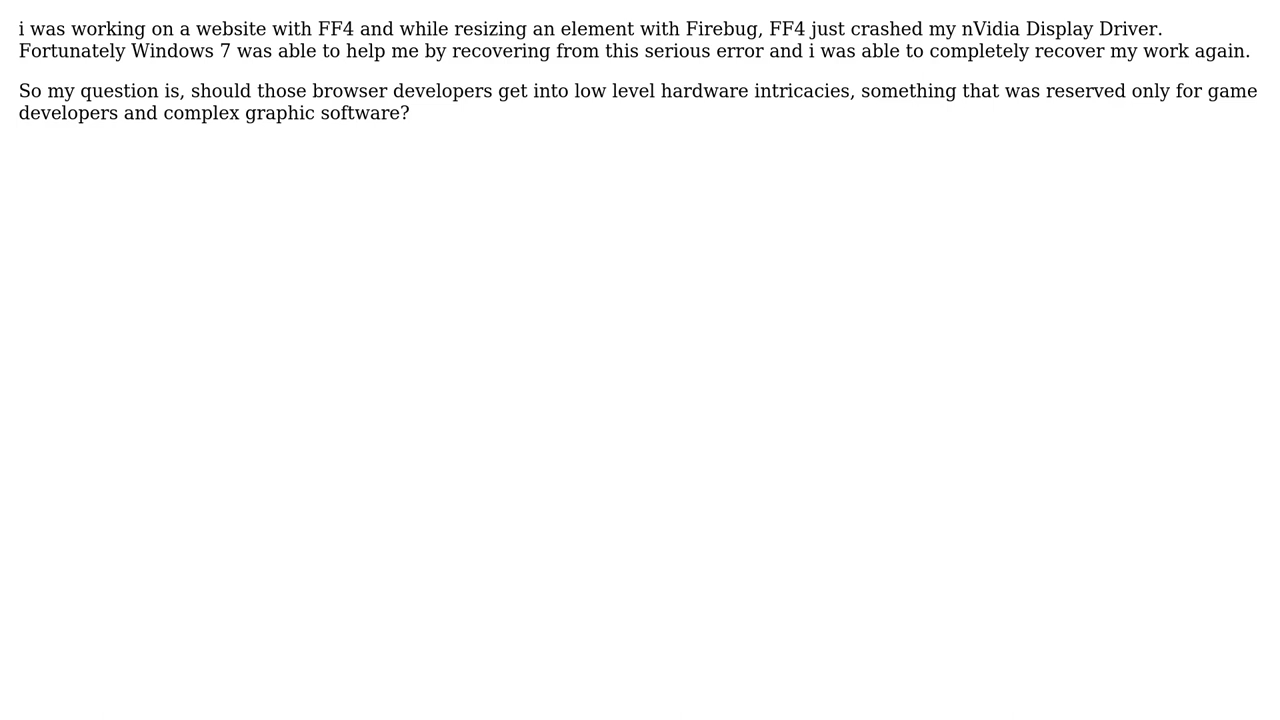 i was working on a website with FF4 and while resizing an element with Firebug, FF4 just crashed my nVidia Display Driver.
Fortunately Windows 7 was able to help me by recovering from this serious error and i was able to completely recover my work again.
So my question is, should those browser developers get into low level hardware intricacies, something that was reserved only for game
developers and complex graphic software?